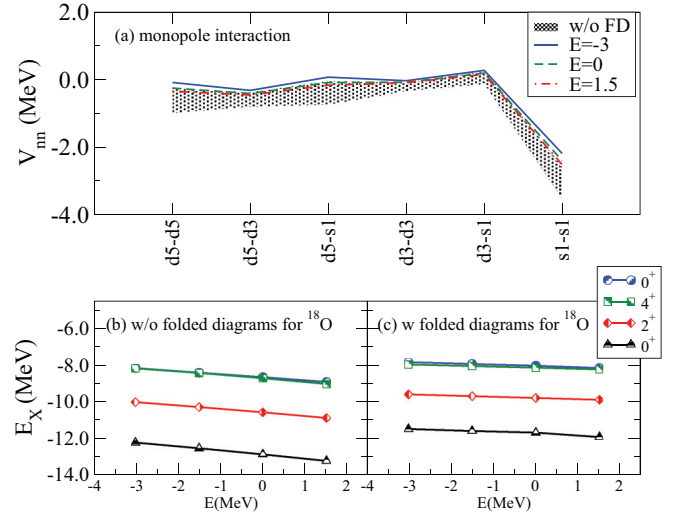 2.0
0.0
-2.0
-4.0
V_nn (MeV)
(a) monopole interaction
w/o FD
E=-3
E=0
E=1.5
d5-d5
d5-d3
d5-s1
d3-d3
d3-s1
s1-s1
0+
4+
2+
0+
(b) w/o folded diagrams for 18O
(c) w folded diagrams for 18O
-6.0
-8.0
-10.0
-12.0
-14.0
E_X(MeV)
-4 -3 -2 -1 0 1 2
-4 -3 -2 -1 0 1 2
E(MeV)
E(MeV)